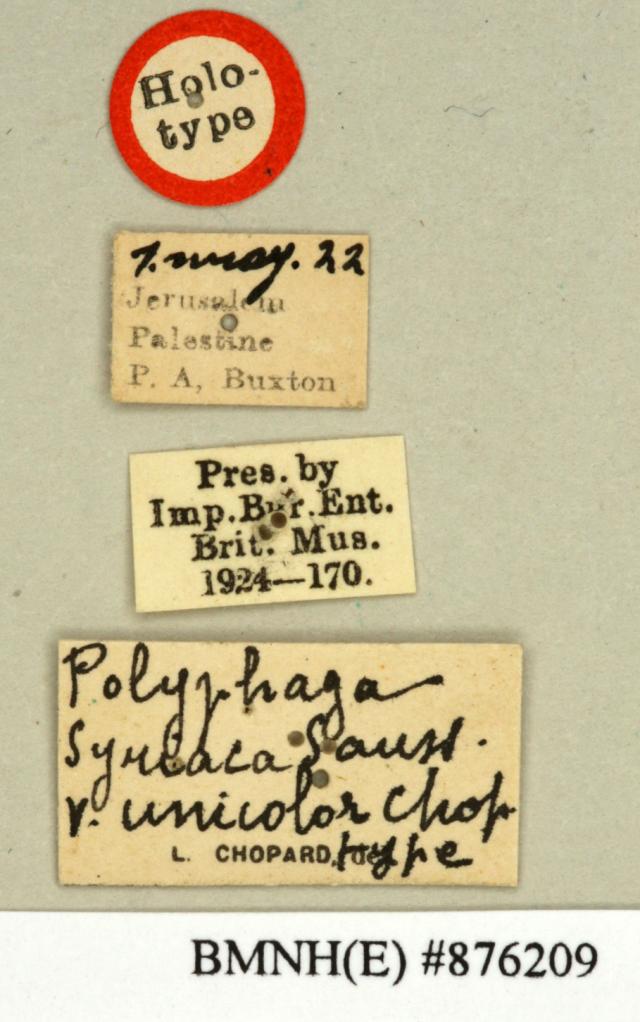 Holo-
type
7. may. 22
Jerusalem
Palestine
P. A. Buxton
Pres. by
Imp.Bur.Ent.
Brit. Mus.
1924—170.
Polyphaga
Syriaca Sauss.
v. unicolor Chop.
L. CHOPARD, det type
BMNH(E) #876209